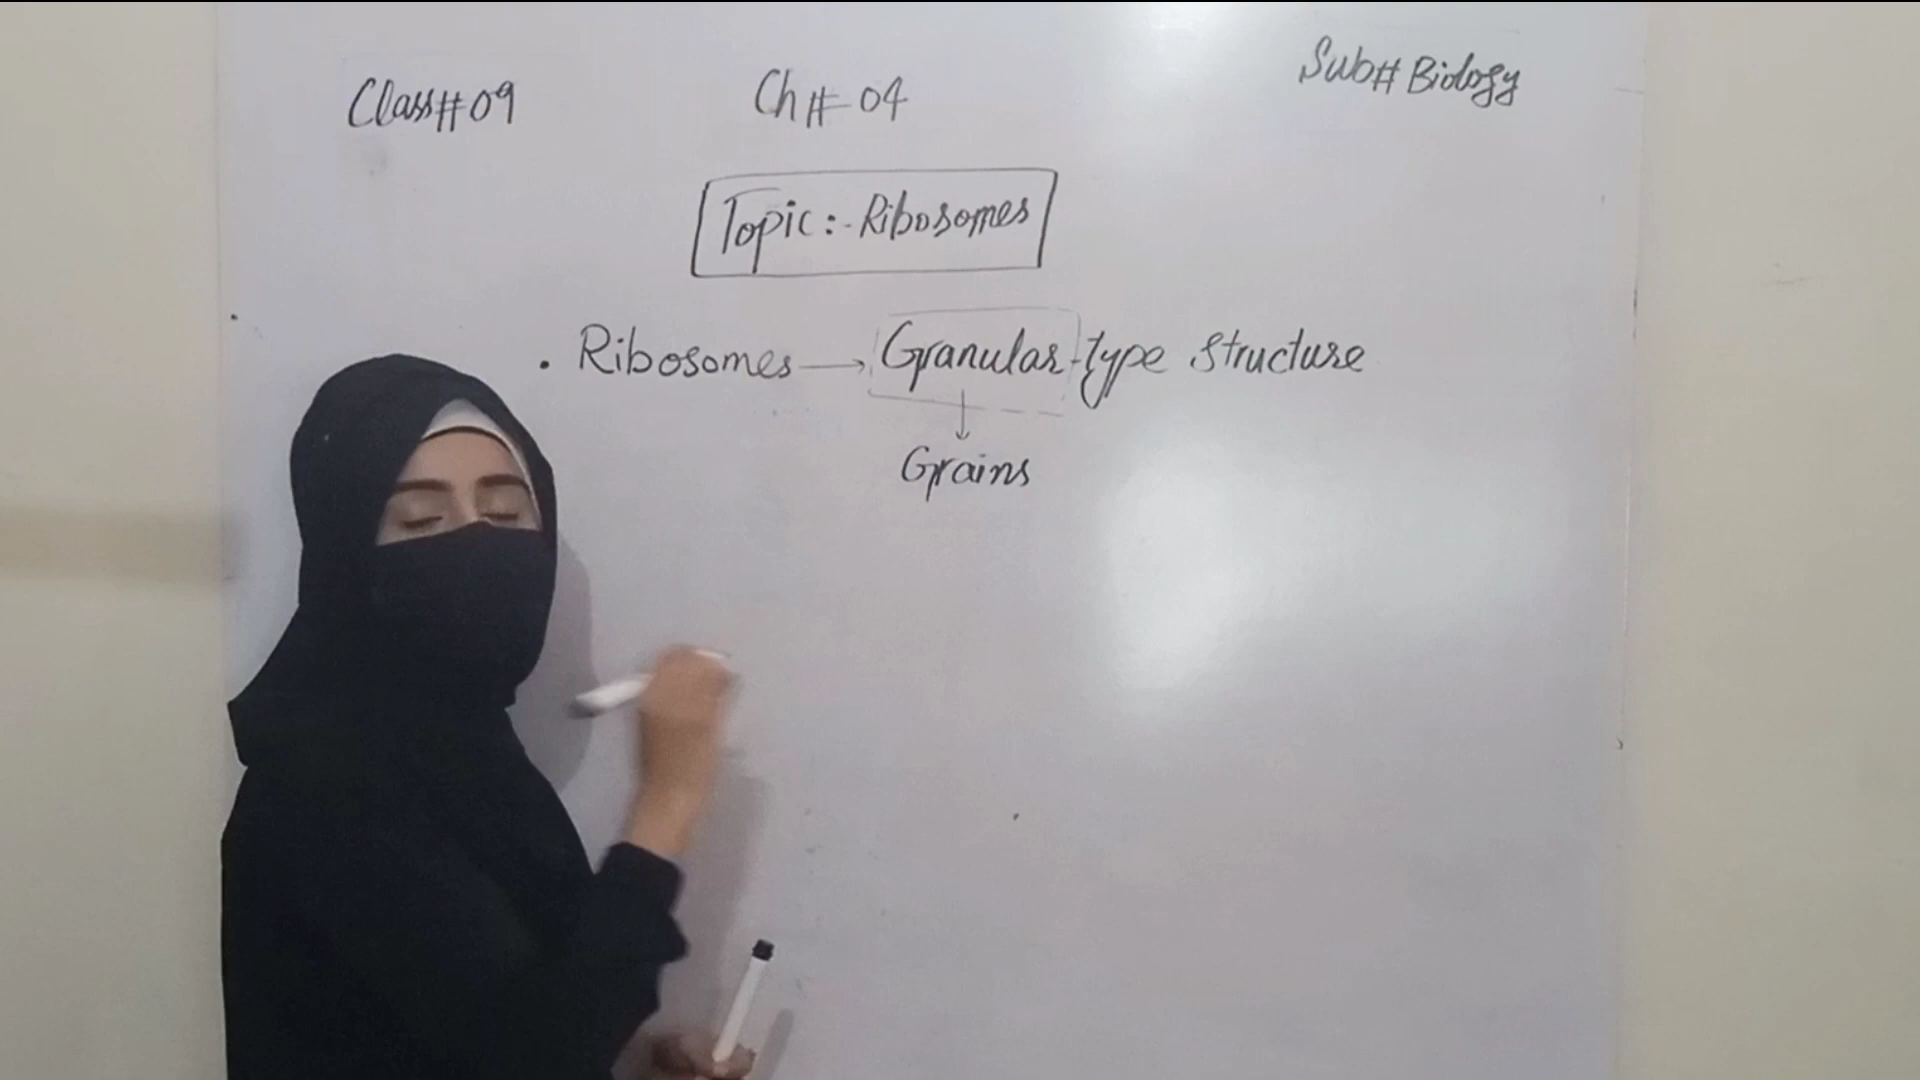 Class#09 Ch#04 Sub#Biology
Topic:-Ribosomes
. Ribosomes → Granular-type structure
↓
Grains